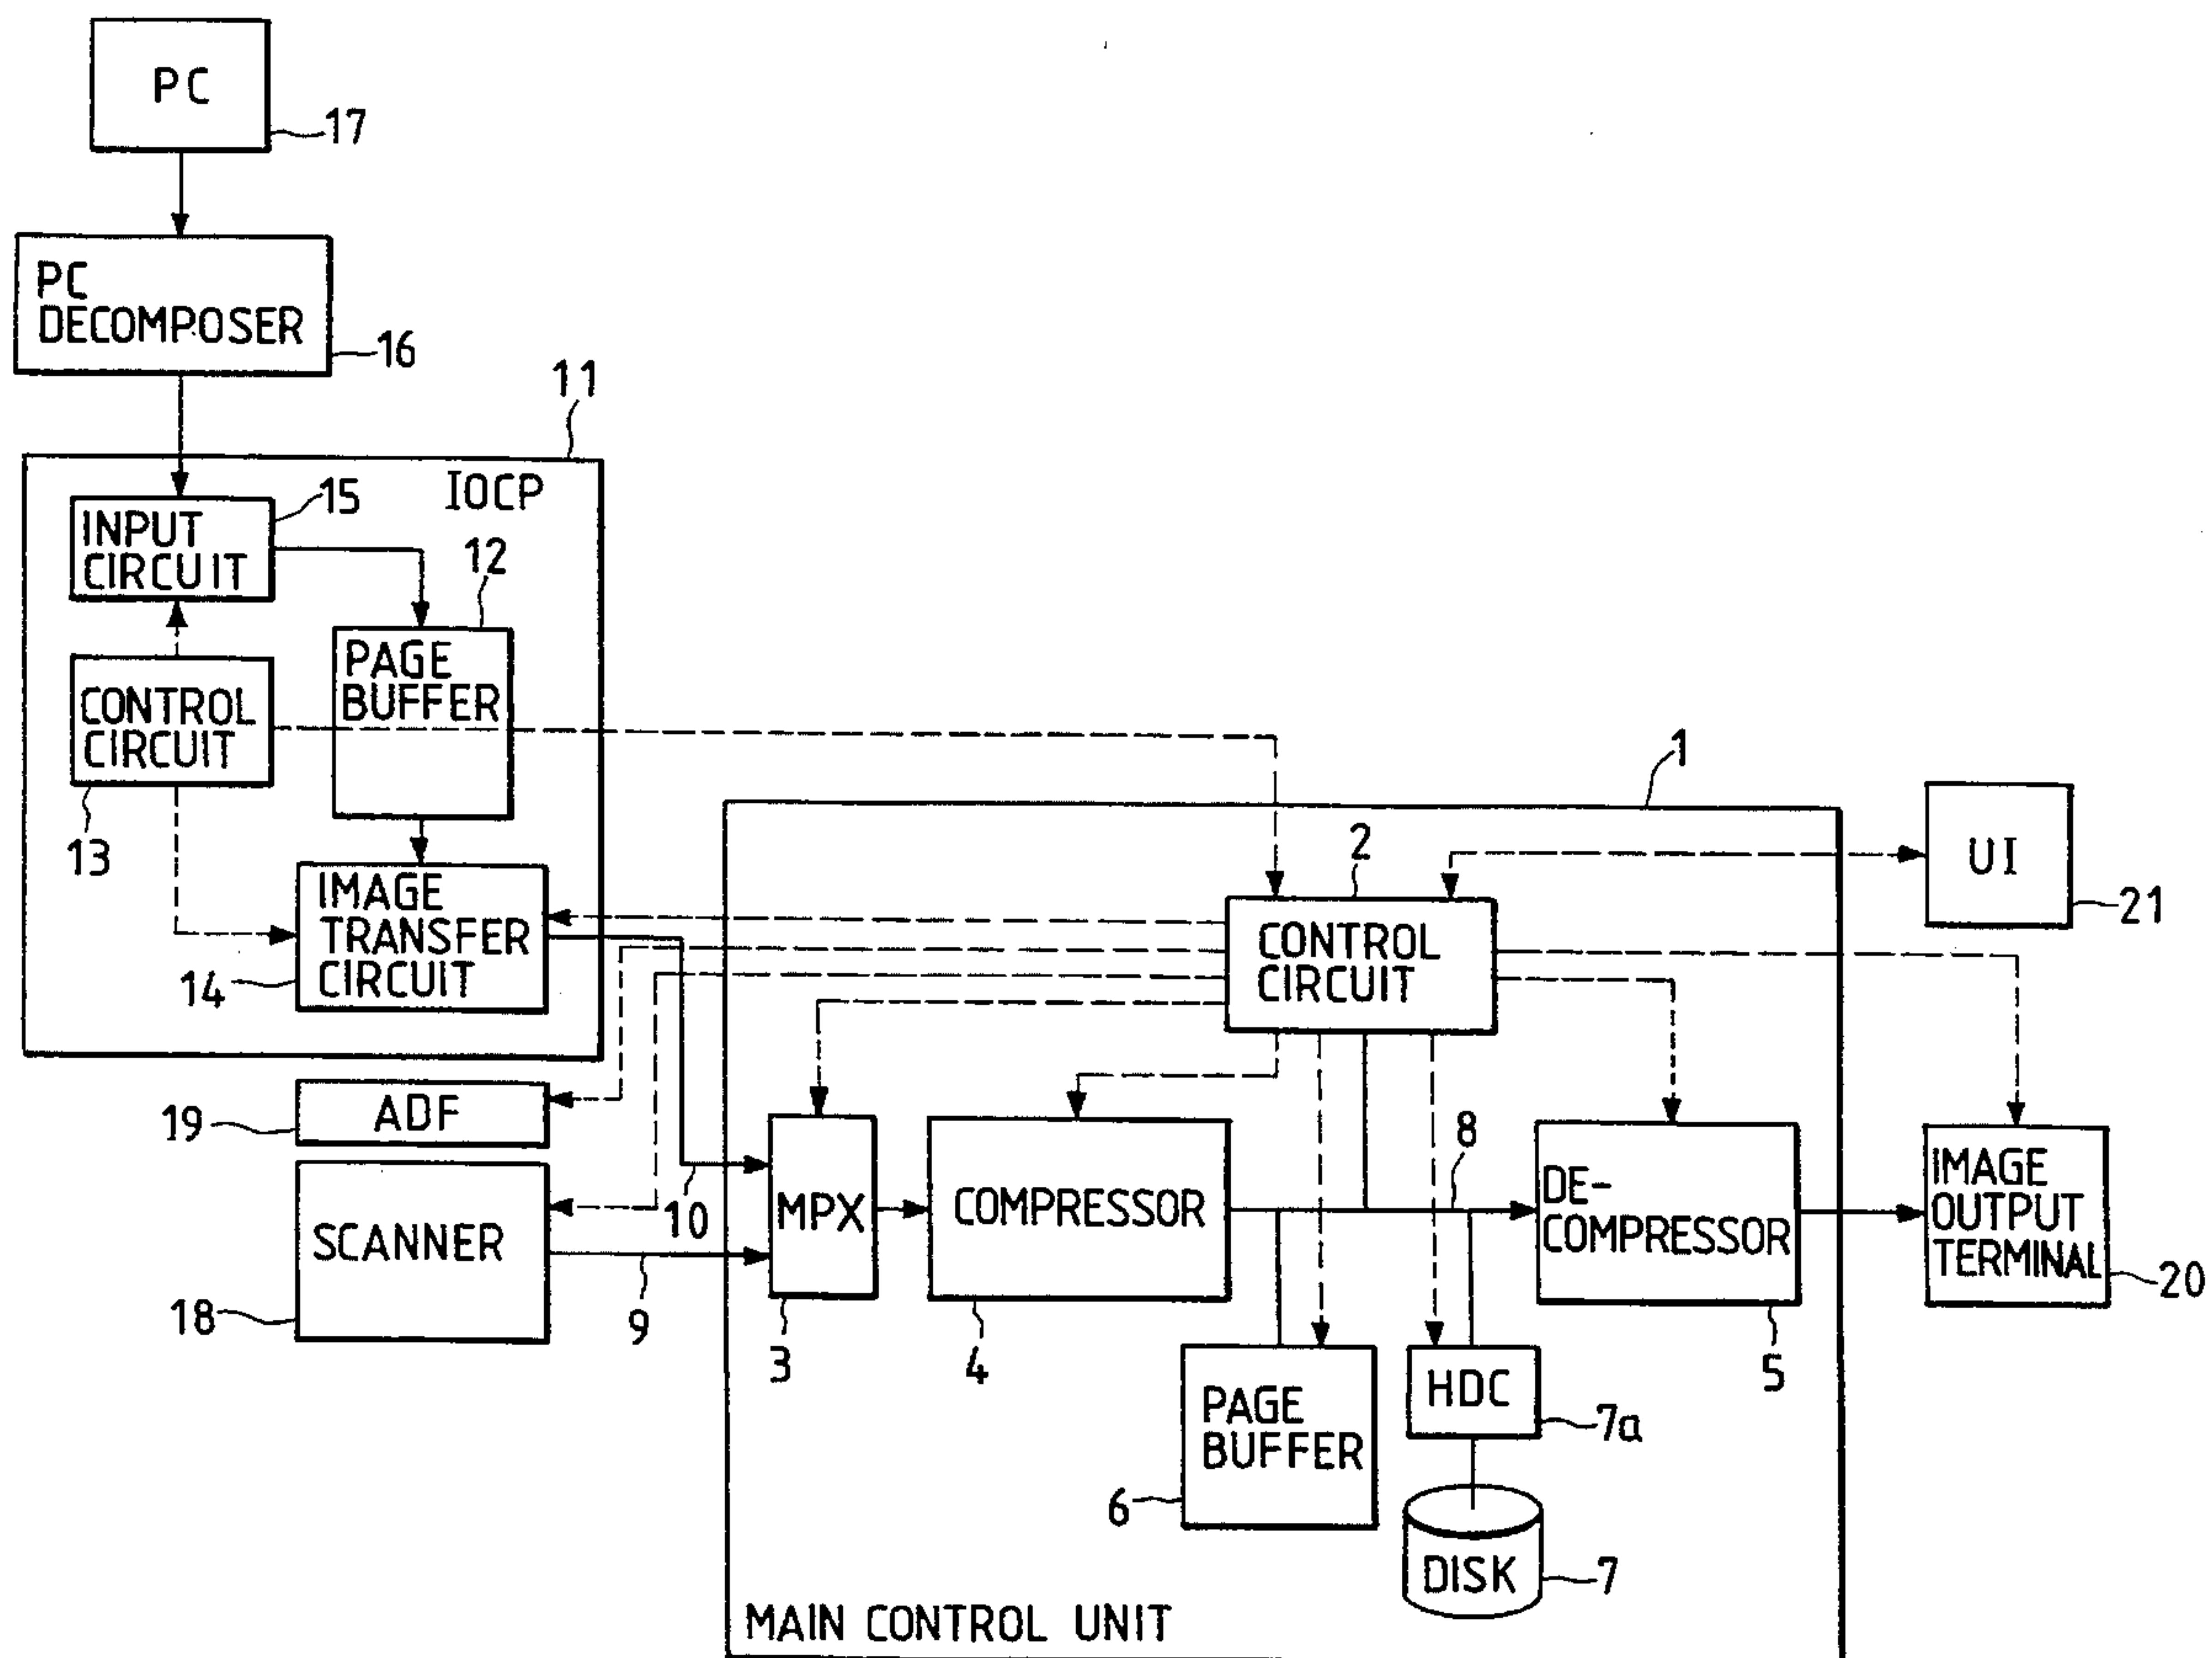 PC
17
PC
DECOMPOSER
16
11
IOCP
15
INPUT
CIRCUIT
12
PAGE
BUFFER
CONTROL
CIRCUIT
13
IMAGE
TRANSFER
CIRCUIT
14
1
2
UI
21
CONTROL
CIRCUIT
ADF
19
SCANNER
18
10
9
MPX
3
COMPRESSOR
4
8
DE-
COMPRESSOR
5
IMAGE
OUTPUT
TERMINAL
20
PAGE
BUFFER
6
HDC
7a
DISK
7
MAIN CONTROL UNIT